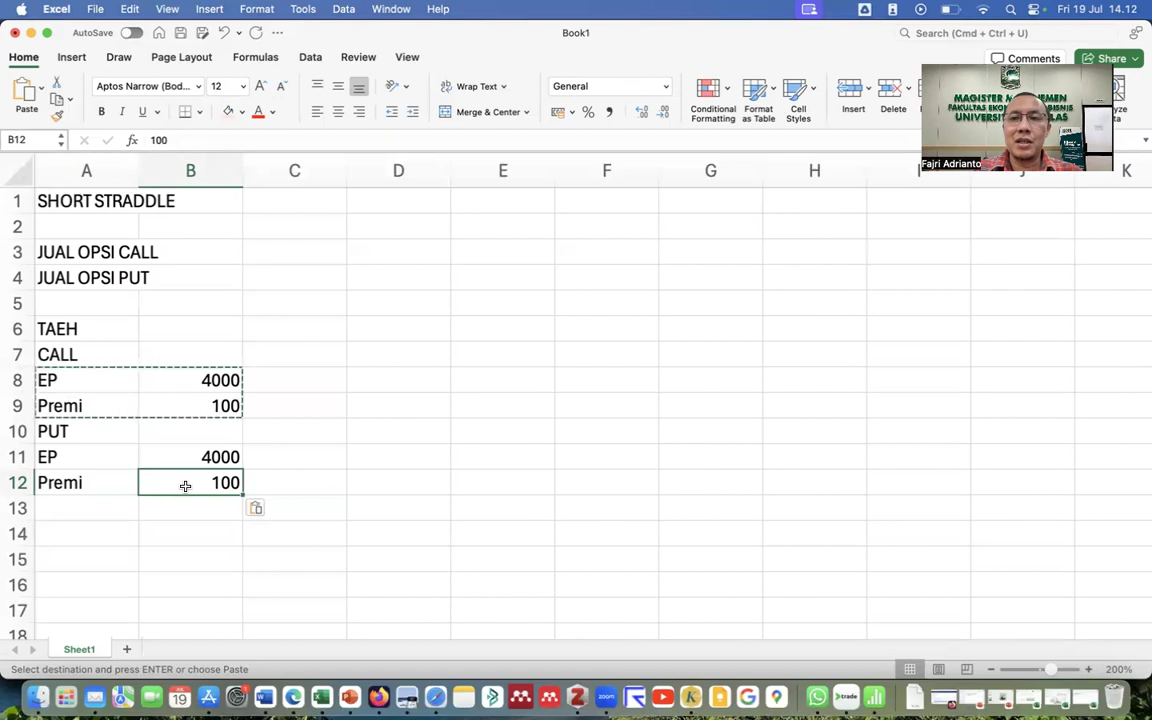 Excel File Edit View Insert Format Tools Data Window Help Fri 19 Jul 14.12
AutoSave Book1 Search (Cmd + Ctrl + U)
Home Insert Draw Page Layout Formulas Data Review View Comments Share
Paste Aptos Narrow (Bod... 12 Wrap Text General Conditional Formatting Format as Table Cell Styles Insert Delete
B I U Merge & Center
MAGISTER
FAKULTAS
Fajri Adrianto
B12 fx 100
A B C D E F G H K
1 SHORT STRADDLE
2
3 JUAL OPSI CALL
4 JUAL OPSI PUT
5
6 TAEH
7 CALL
8 EP 4000
9 Premi 100
10 PUT
11 EP 4000
12 Premi 100
13
14
15
16
17
18
Sheet1
Select destination and press ENTER or choose Paste 200%